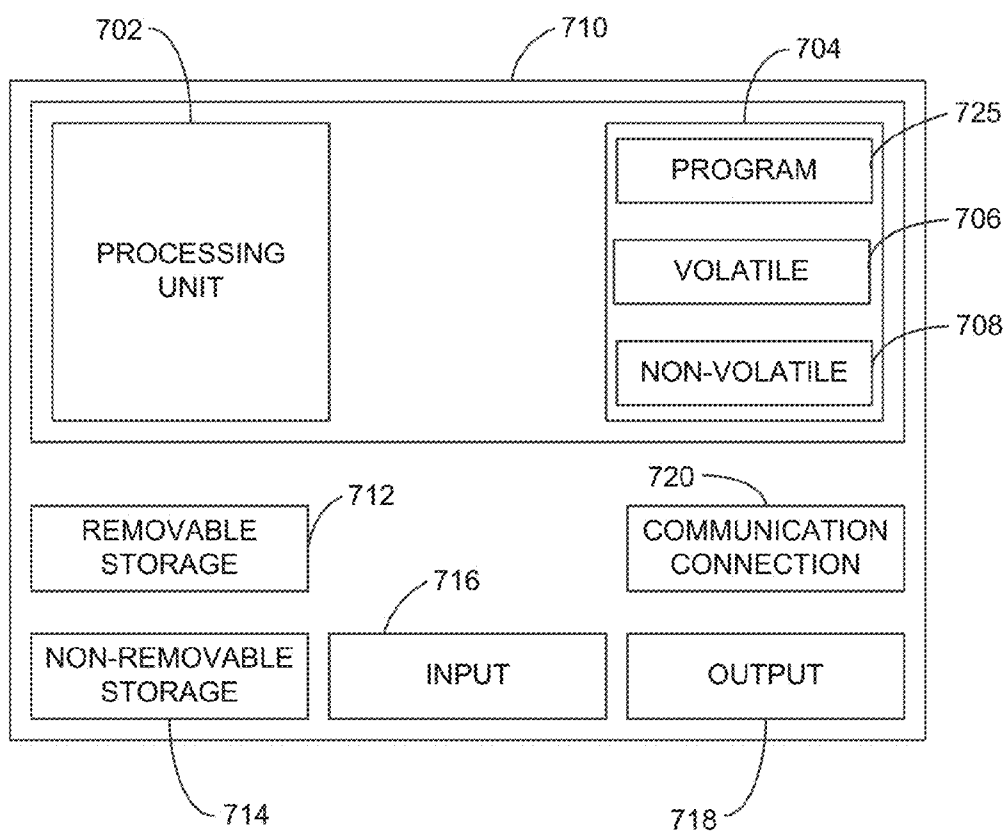 702
710
704
725
PROGRAM
706
PROCESSING
UNIT
VOLATILE
708
NON-VOLATILE
712
720
REMOVABLE
STORAGE
COMMUNICATION
CONNECTION
716
NON-REMOVABLE
STORAGE
INPUT
OUTPUT
714
718